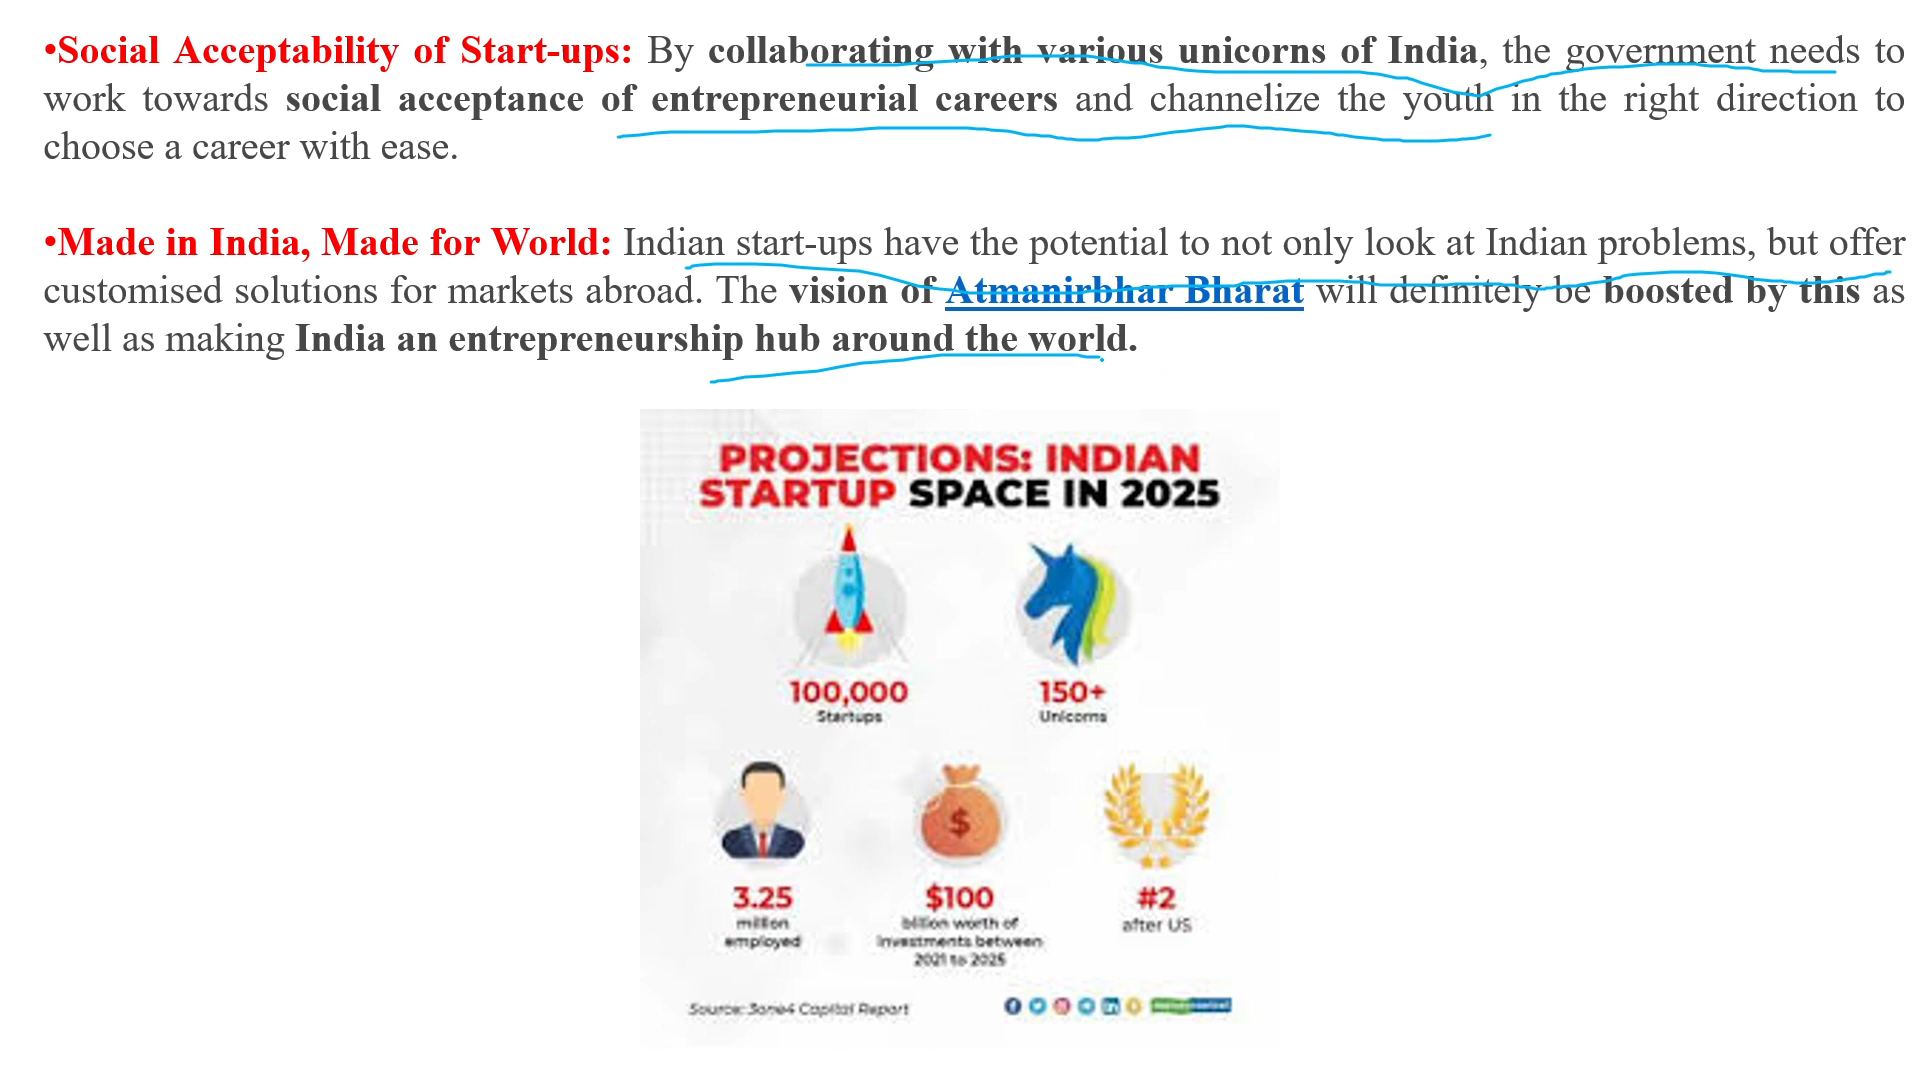 •Social Acceptability of Start-ups: By collaborating with various unicorns of India, the government needs to
work towards social acceptance of entrepreneurial careers and channelize the youth in the right direction to
choose a career with ease.
•Made in India, Made for World: Indian start-ups have the potential to not only look at Indian problems, but offer
customised solutions for markets abroad. The vision of Atmanirbhar Bharat will definitely be boosted by this as
well as making India an entrepreneurship hub around the world.
PROJECTIONS: INDIAN
STARTUP SPACE IN 2025
100,000
Startups
150+
Unicorns
3.25
million
employed
$100
billion worth of
investments between
2021 to 2025
#2
after US
Source: 3one4 Capital Report